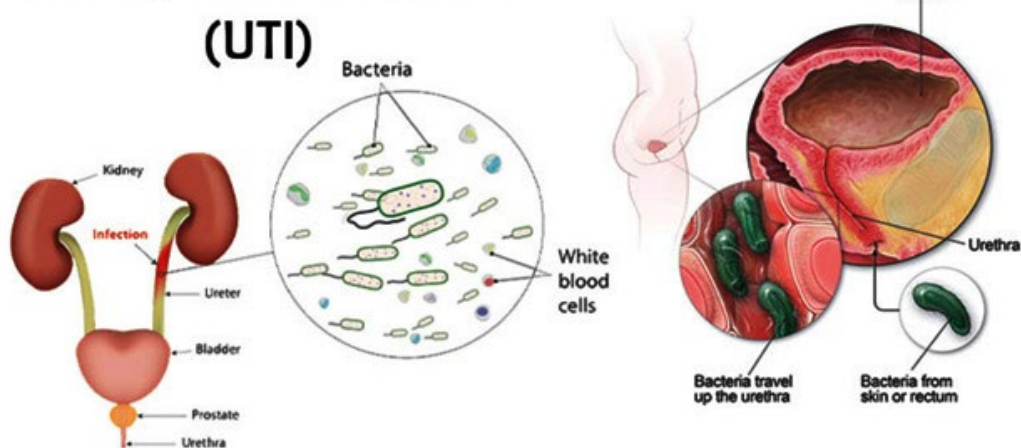 (UTI)
Bacteria
Kidney
Infection
Ureter
Bladder
Prostate
Urethra
White
blood
cells
Urethra
Bacteria travel
up the urethra
Bacteria from
skin or rectum